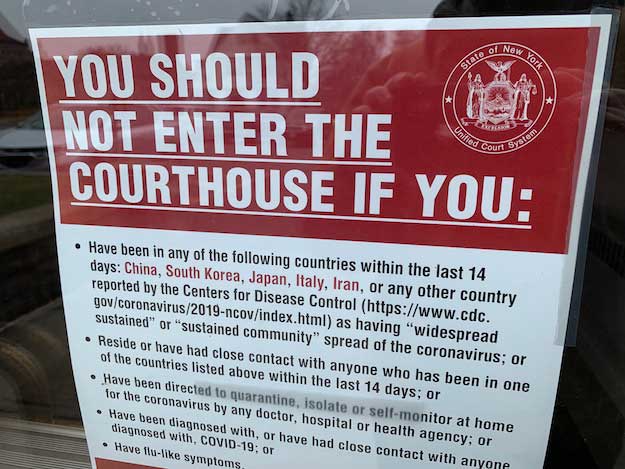 YOU SHOULD
NOT ENTER THE
COURTHOUSE IF YOU:
State of New York
EXCELSIOR
Unified Court System
• Have been in any of the following countries within the last 14
days: China, South Korea, Japan, Italy, Iran, or any other country
reported by the Centers for Disease Control (https://www.cdc.
gov/coronavirus/2019-ncov/index.html) as having "widespread
sustained" or "sustained community" spread of the coronavirus; or
• Reside or have had close contact with anyone who has been in one
of the countries listed above within the last 14 days; or
• Have been directed to quarantine, isolate or self-monitor at home
for the coronavirus by any doctor, hospital or health agency; or
• Have been diagnosed with, or have had close contact with anyone
diagnosed with, COVID-19; or
• Have flu-like symptoms.